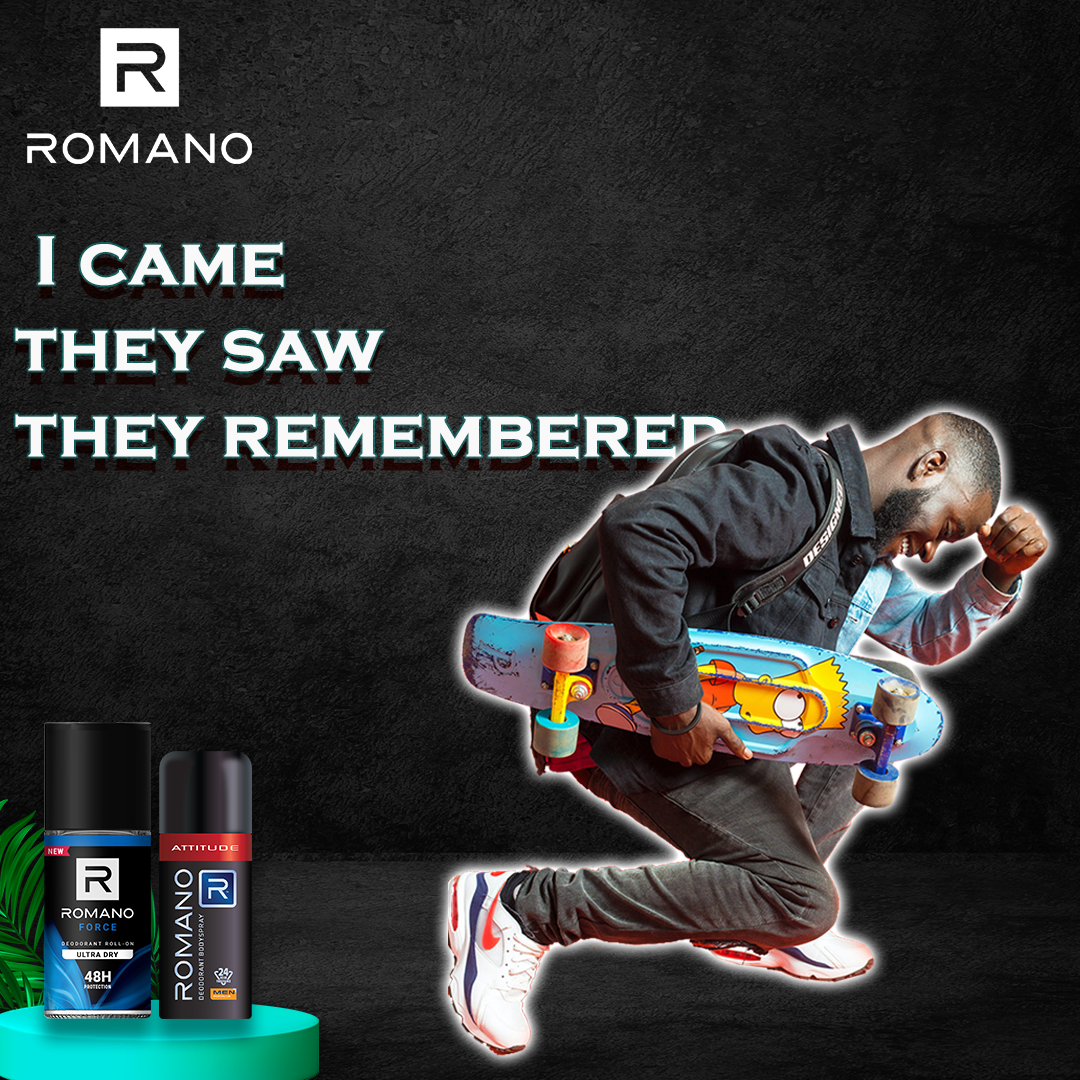 R
ROMANO
I CAME
THEY SAW
THEY REMEMBERED
DESIGNER
NEW
R
ROMANO
FORCE
DEODORANT ROLL-ON
ULTRA DRY
48H
PROTECTION
ATTITUDE
R
ROMANO
DEODORANT BODYSPRAY
24
MEN